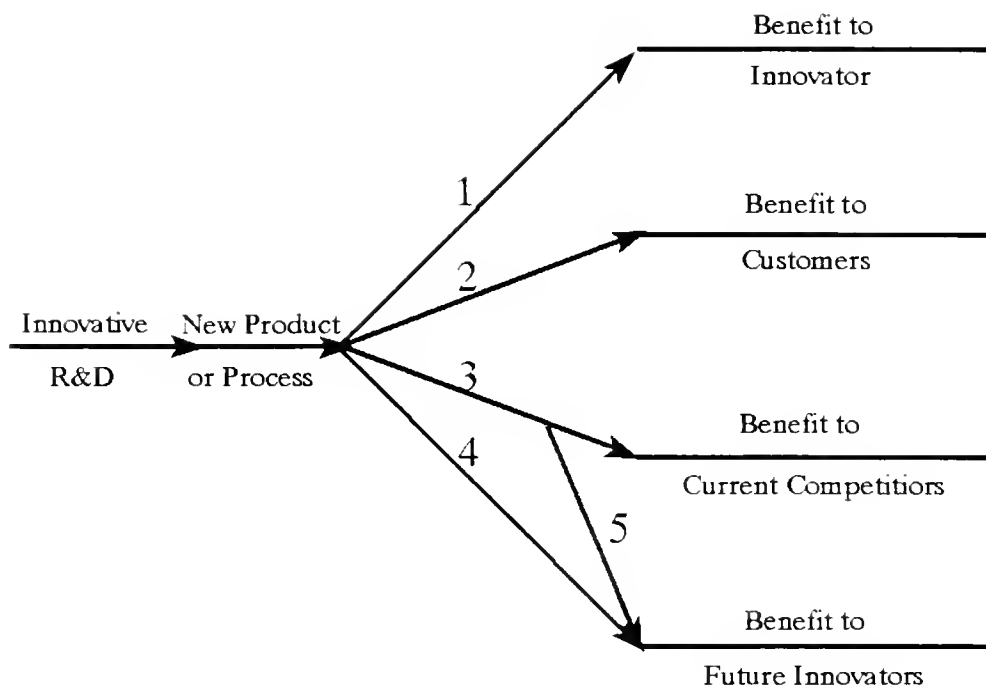 Benefit to
Innovator
1
Benefit to
Customers
2
Innovative
New Product
R&D
or Process
3
Benefit to
Current Competitiors
4
5
Benefit to
Future Innovators